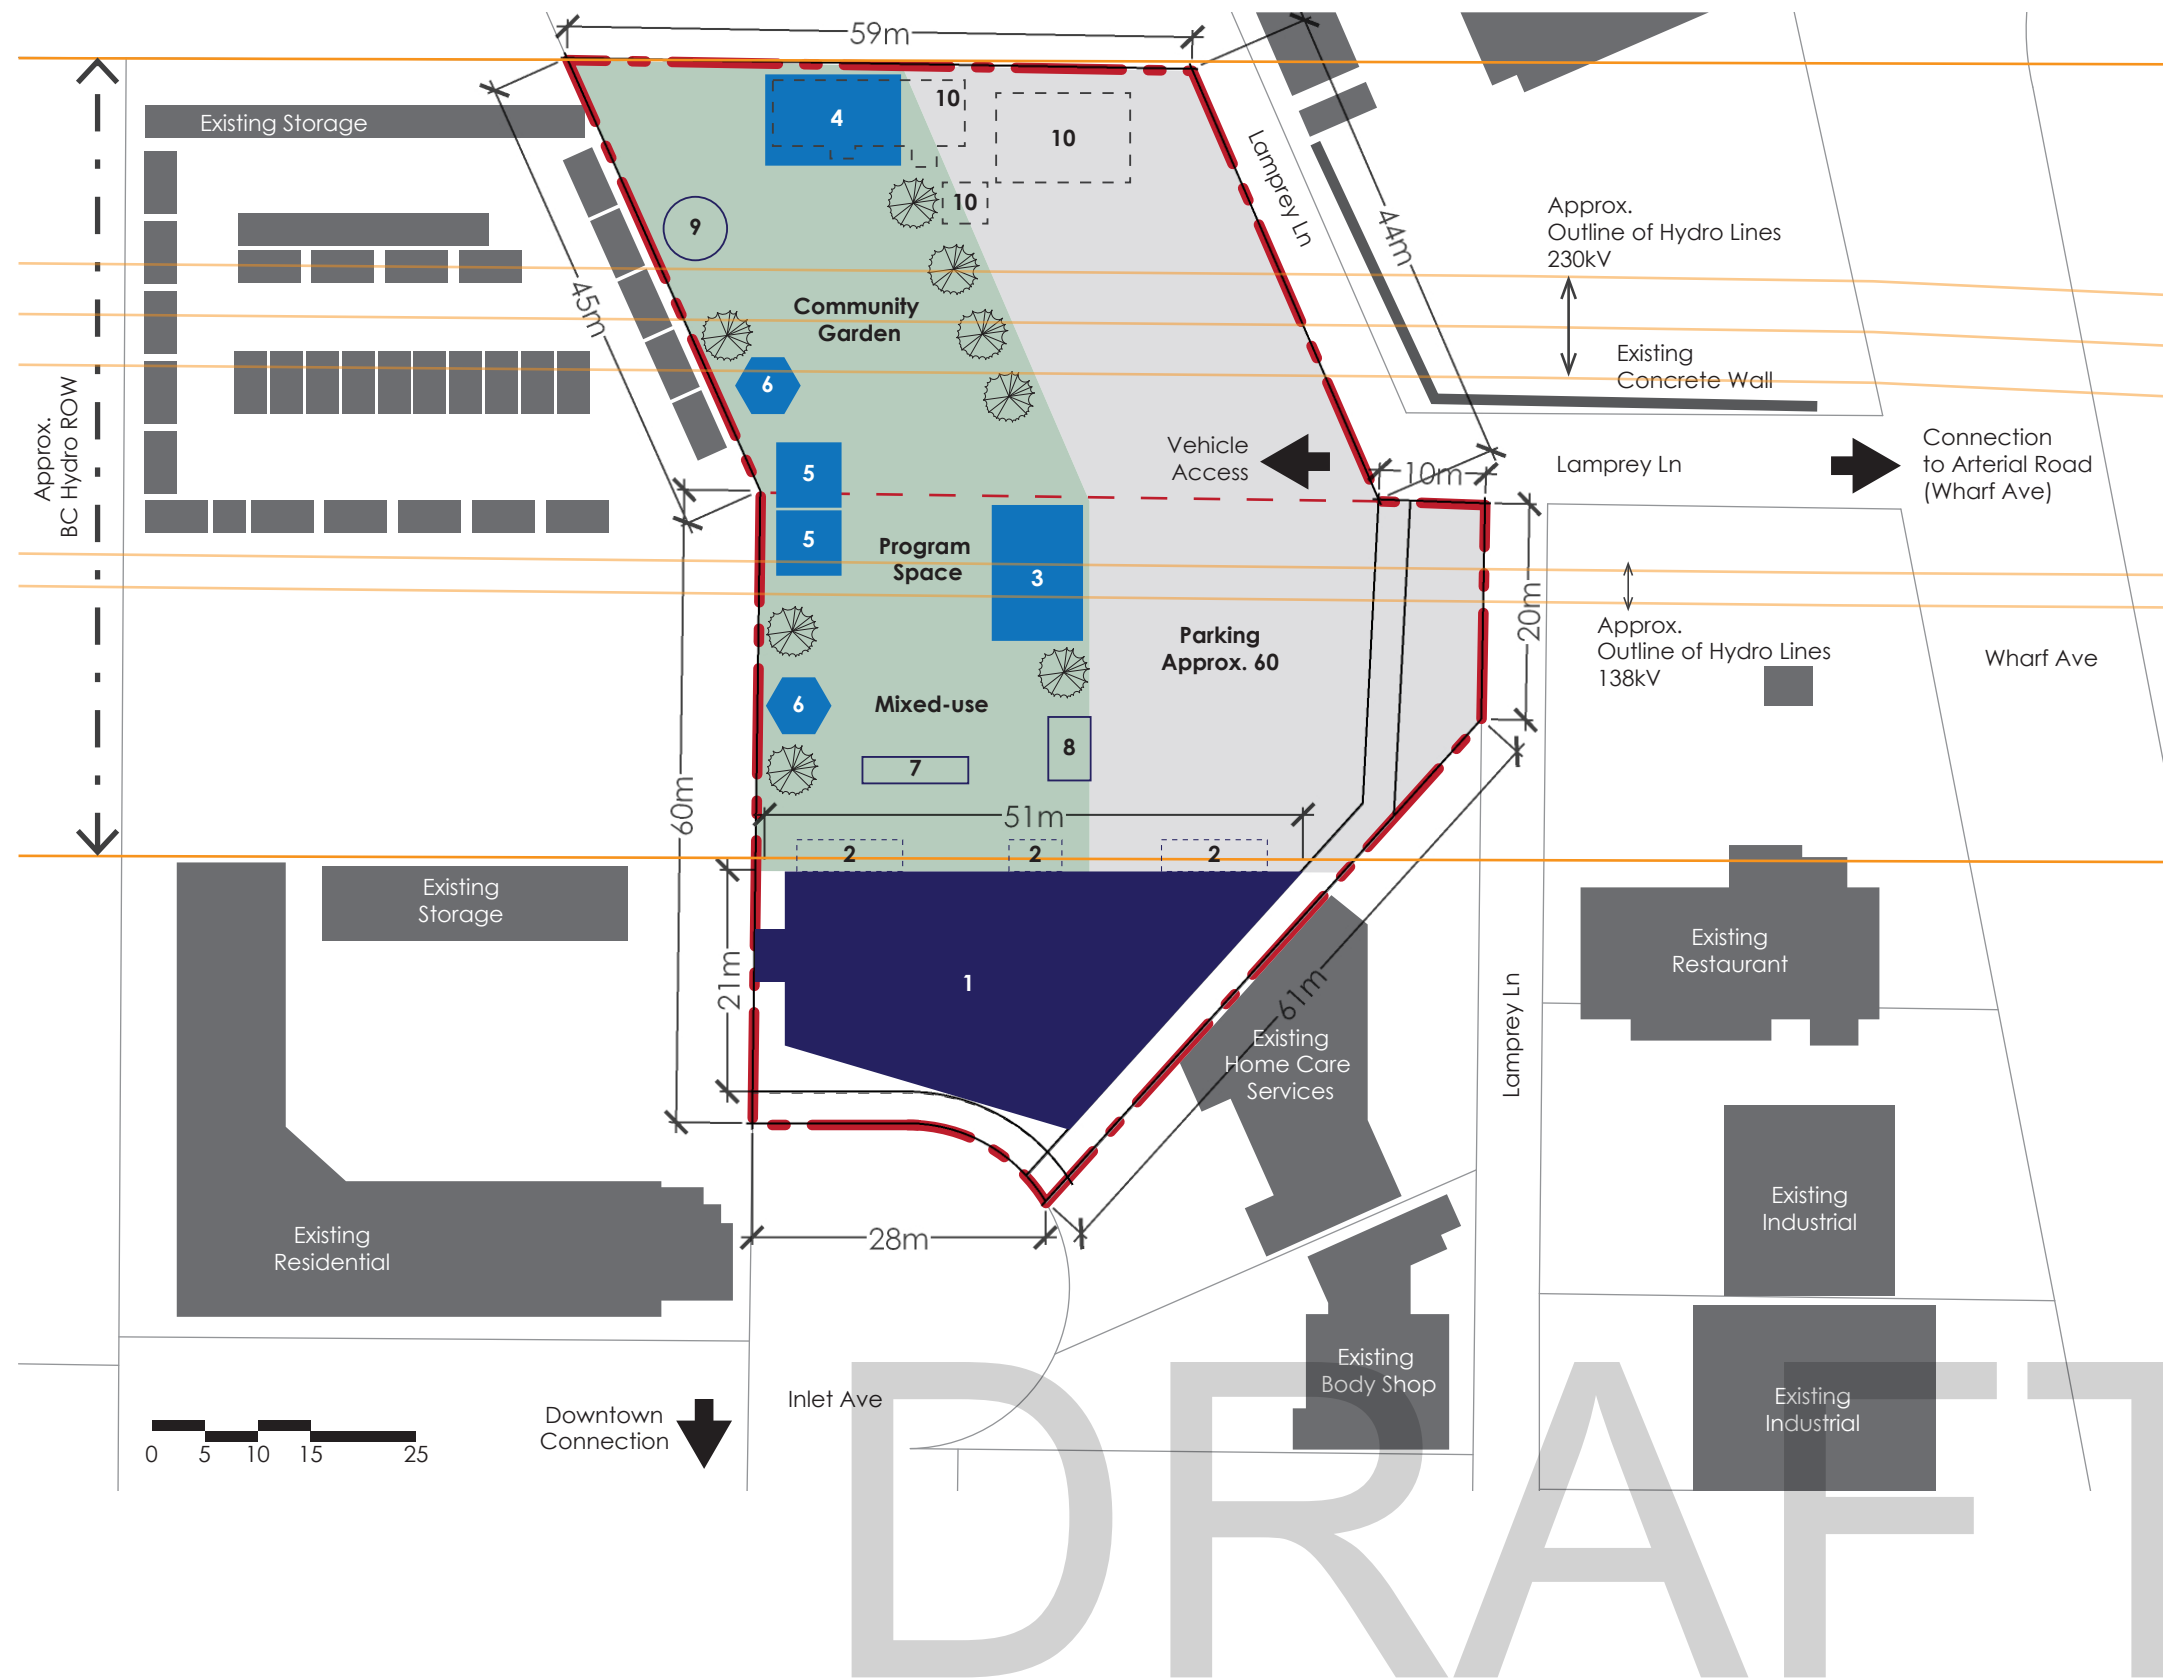 59m
Existing Storage
4
10
10
10
9
Lamprey Ln
44m
Approx.
Outline of Hydro Lines
230kV
45m
Community
Garden
Existing
Concrete Wall
6
Approx.
BC Hydro ROW
Vehicle
Access
10m
Lamprey Ln
Connection
to Arterial Road
(Wharf Ave)
5
5
Program
Space
3
20m
Parking
Approx. 60
Approx.
Outline of Hydro Lines
138kV
Wharf Ave
6
Mixed-use
8
7
60m
51m
2
2
2
Existing
Storage
21m
1
61m
Existing
Restaurant
Existing
Home Care
Services
Lamprey Ln
Existing
Residential
28m
Existing
Industrial
Existing
Body Shop
Existing
Industrial
Inlet Ave
Downtown
Connection
0 5 10 15 25
DRAFT